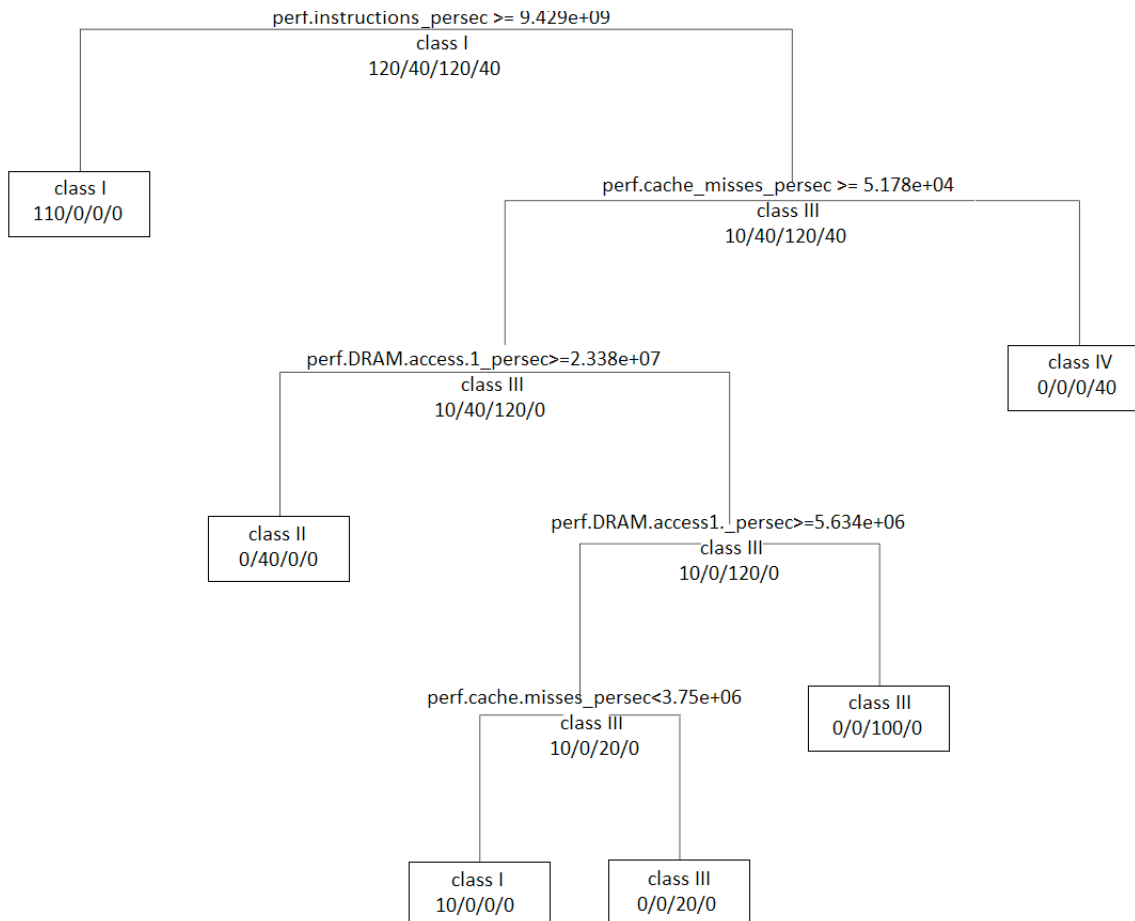 perf.instructions_persec >= 9.429e+09
class I
120/40/120/40
class I
110/0/0/0
perf.cache_misses_persec >= 5.178e+04
class III
10/40/120/40
perf.DRAM.access.1_persec>=2.338e+07
class III
10/40/120/0
class IV
0/0/0/40
class II
0/40/0/0
perf.DRAM.access1._persec>=5.634e+06
class III
10/0/120/0
perf.cache.misses_persec<3.75e+06
class III
10/0/20/0
class III
0/0/100/0
class I
10/0/0/0
class III
0/0/20/0